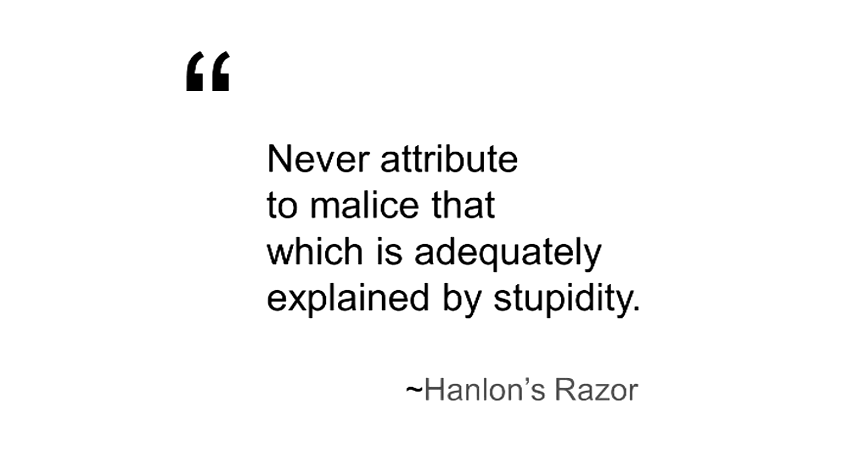 “
Never attribute
to malice that
which is adequately
explained by stupidity.
~Hanlon’s Razor